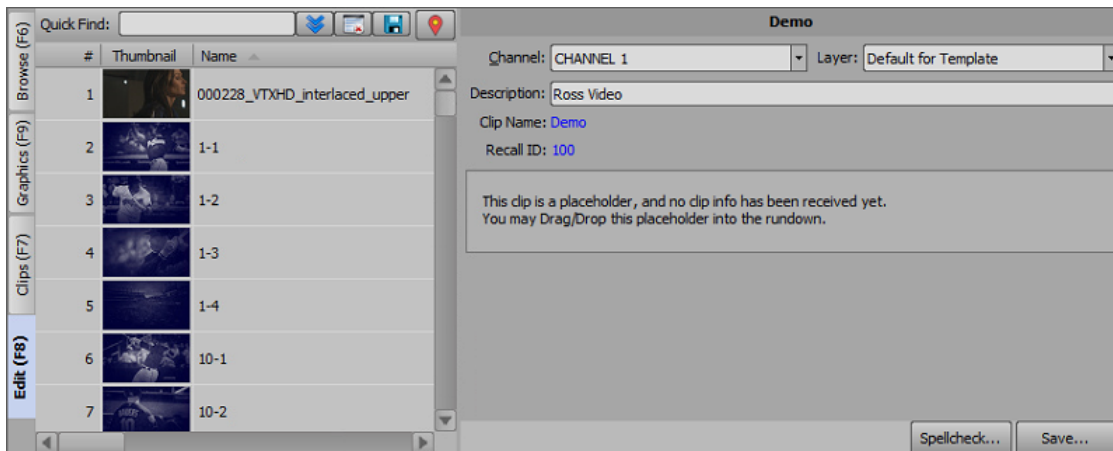 Browse (F6)
Graphics (F9)
Clips (F7)
Edit (F8)
Quick Find:
# Thumbnail Name
1 000228_VTXHD_interlaced_upper
2 1-1
3 1-2
4 1-3
5 1-4
6 10-1
7 10-2
Demo
Channel: CHANNEL 1 Layer: Default for Template
Description: Ross Video
Clip Name: Demo
Recall ID: 100
This clip is a placeholder, and no clip info has been received yet.
You may Drag/Drop this placeholder into the rundown.
Spellcheck... Save...